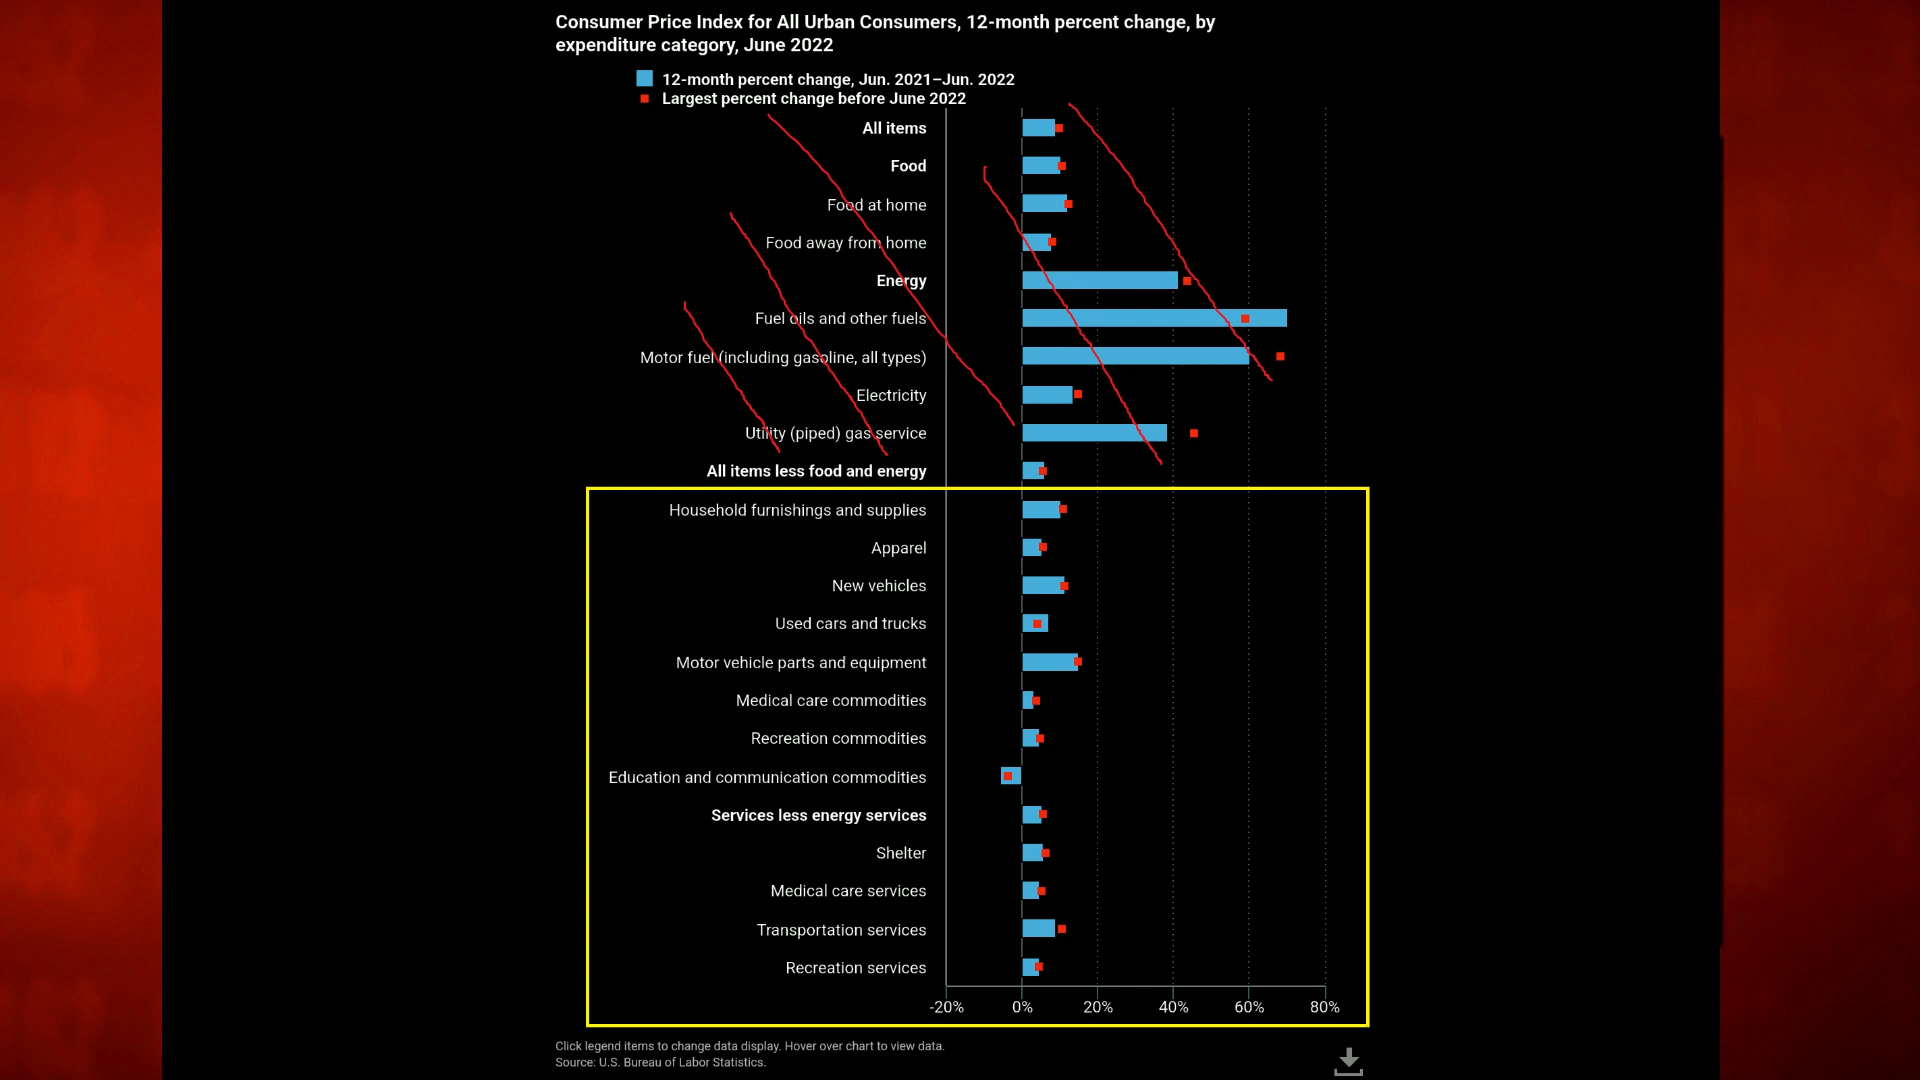 Consumer Price Index for All Urban Consumers, 12-month percent change, by
expenditure category, June 2022
12-month percent change, Jun. 2021–Jun. 2022
Largest percent change before June 2022
All items
Food
Food at home
Food away from home
Energy
Fuel oils and other fuels
Motor fuel (including gasoline, all types)
Electricity
Utility (piped) gas service
All items less food and energy
Household furnishings and supplies
Apparel
New vehicles
Used cars and trucks
Motor vehicle parts and equipment
Medical care commodities
Recreation commodities
Education and communication commodities
Services less energy services
Shelter
Medical care services
Transportation services
Recreation services
-20% 0% 20% 40% 60% 80%
Click legend items to change data display. Hover over chart to view data.
Source: U.S. Bureau of Labor Statistics.